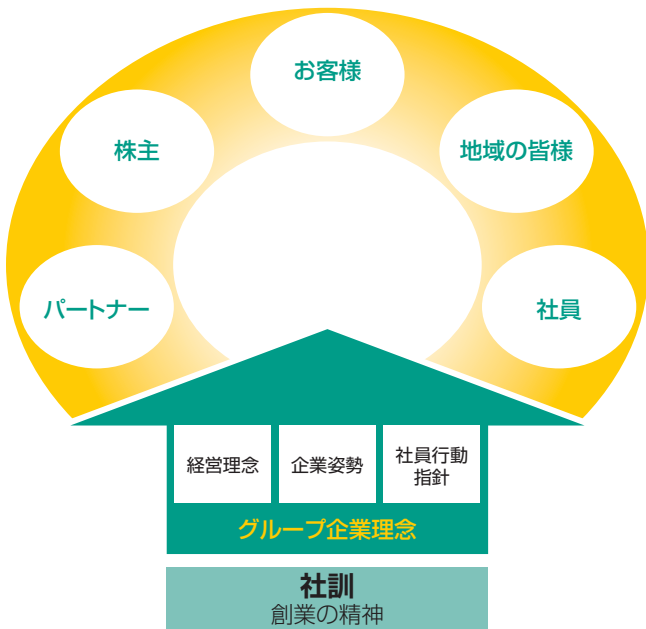 お客様
株主
地域の皆様
パートナー
社員
経営理念
企業姿勢
社員行動
指針
グループ企業理念
社訓
創業の精神